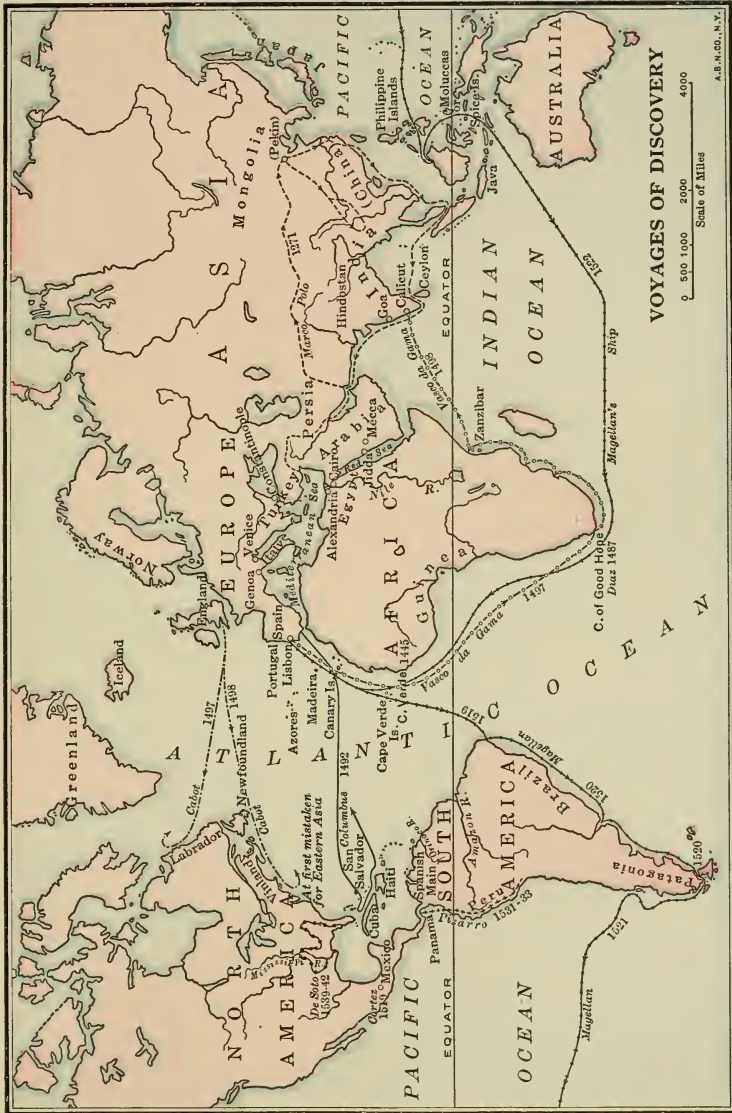 VOYAGES OF DISCOVERY
0 500 1000 2000 4000
Scale of Miles
A.B.N.CO., N.Y.
Greenland
Iceland
Norway
England
EUROPE
ASIA
Mongolia
(Pekin)
Japan
PACIFIC
OCEAN
Philippine
Islands
Moluccas
or
Spice Is.
Java
AUSTRALIA
China
India
Hindostan
Goa
Calicut
Ceylon
Marco Polo 1271
Persia
Arabia
Mecca
Jidda
Red Sea
Constantinople
Turkey
Venice
Genoa
Italy
Mediterranean Sea
Alexandria
Cairo
Egypt
Nile R.
Portugal
Spain
Lisbon
Azores
Madeira
Canary Is.
Cape Verde
Is.
C. Verde 1445
AFRICA
Guinea
Zanzibar
C. of Good Hope
Diaz 1487
Vasco da Gama 1497
Vasco da Gama 1498
INDIAN
OCEAN
EQUATOR
Magellan's Ship 1522
ATLANTIC OCEAN
Cabot 1497
1498
Cabot
Labrador
Newfoundland
Vinland
NORTH
AMERICA
Mississippi R.
De Soto
1539-42
At first mistaken
for Eastern Asia
Columbus 1492
San
Salvador
Cuba
Haiti
Cortez
1519
Mexico
Spanish
Main
Orinoco R.
Panama
SOUTH
AMERICA
Amazon R.
Brazil
Peru
Pizarro 1531-33
Patagonia
Magellan
1520
1520
1521
Magellan
PACIFIC
OCEAN
EQUATOR